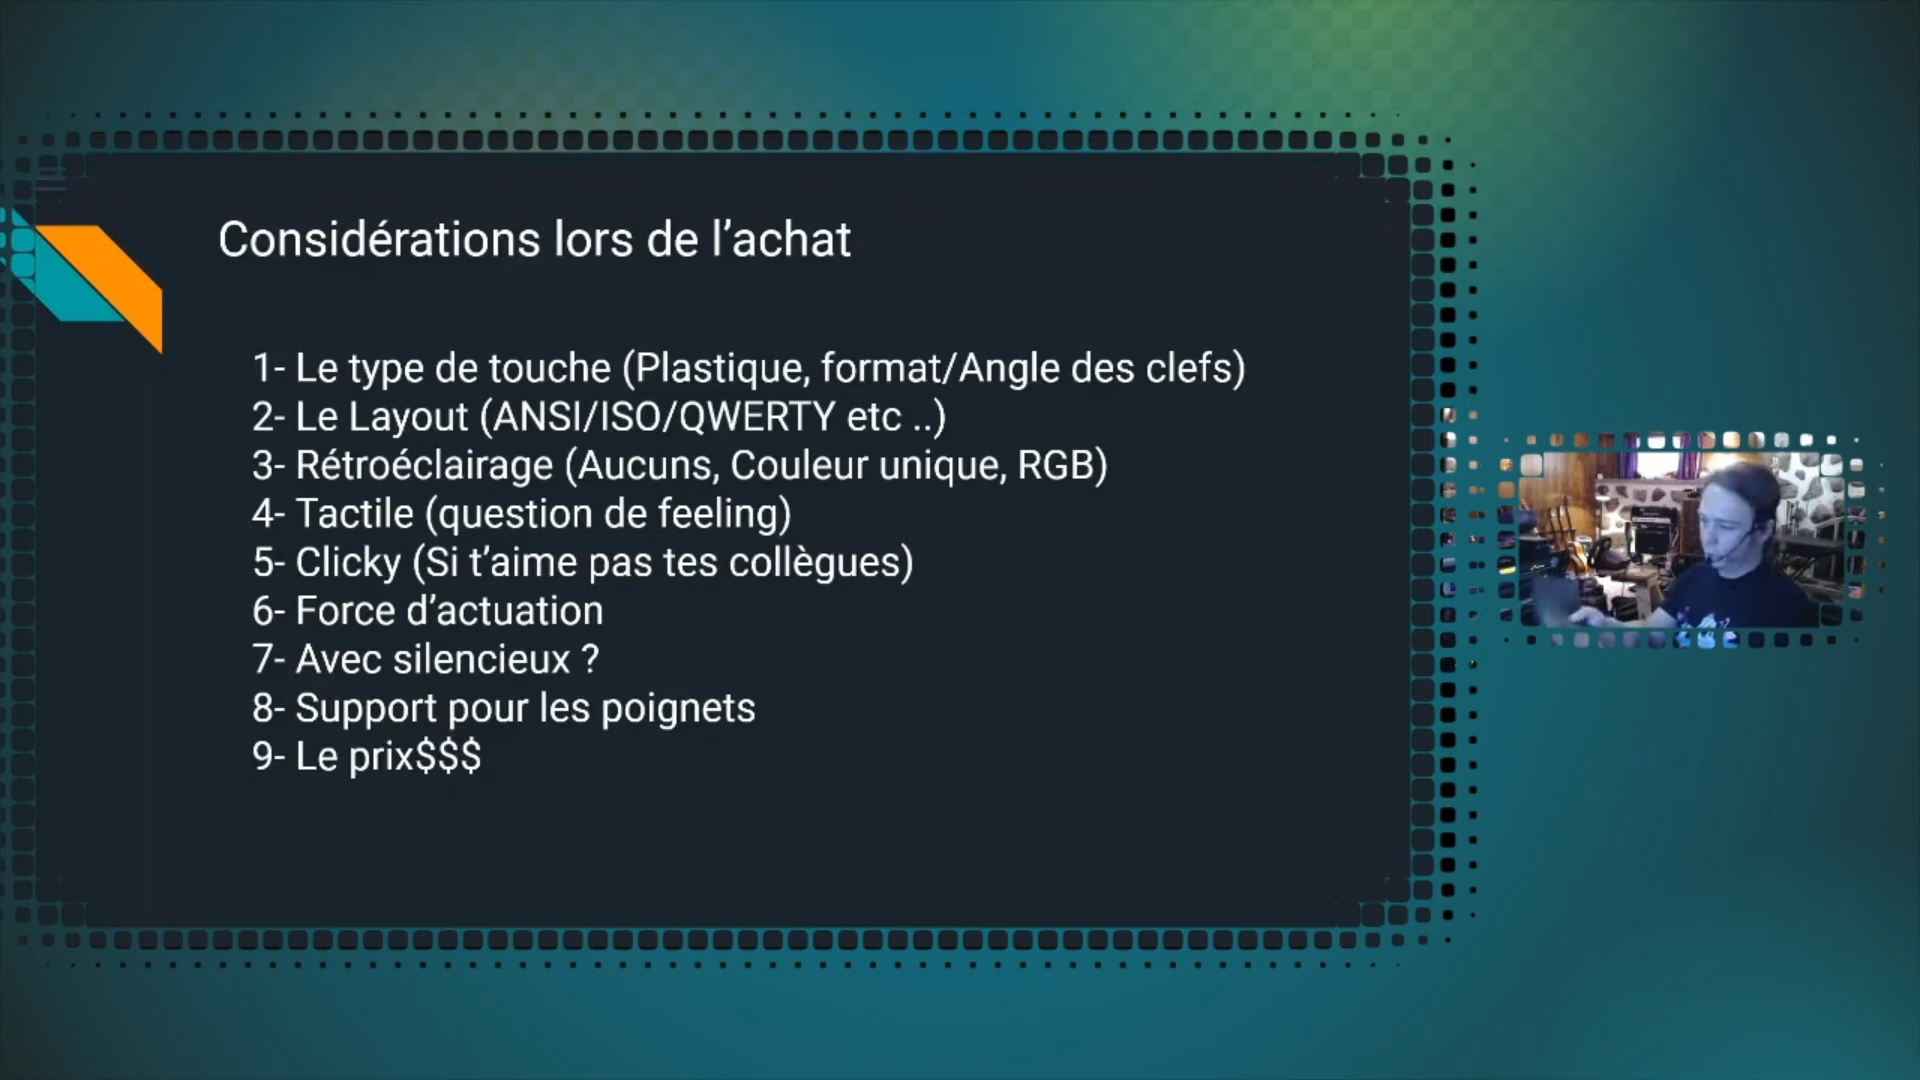 Considérations lors de l’achat
1- Le type de touche (Plastique, format/Angle des clefs)
2- Le Layout (ANSI/ISO/QWERTY etc ..)
3- Rétroéclairage (Aucuns, Couleur unique, RGB)
4- Tactile (question de feeling)
5- Clicky (Si t’aime pas tes collègues)
6- Force d’actuation
7- Avec silencieux ?
8- Support pour les poignets
9- Le prix$$$